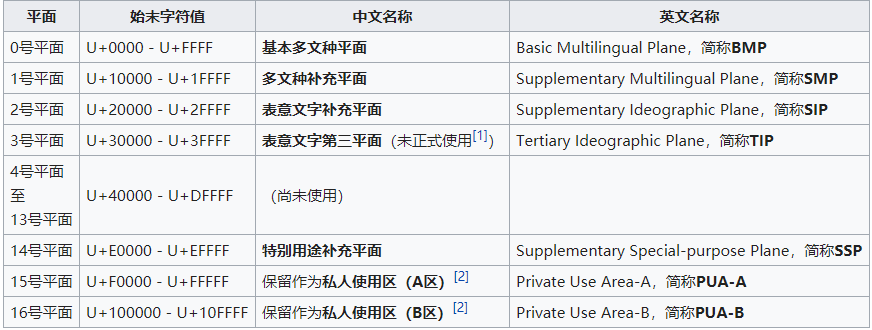 平面 始末字符值 中文名称 英文名称
0号平面 U+0000 - U+FFFF 基本多文种平面 Basic Multilingual Plane，简称BMP
1号平面 U+10000 - U+1FFFF 多文种补充平面 Supplementary Multilingual Plane，简称SMP
2号平面 U+20000 - U+2FFFF 表意文字补充平面 Supplementary Ideographic Plane，简称SIP
3号平面 U+30000 - U+3FFFF 表意文字第三平面（未正式使用[1]） Tertiary Ideographic Plane，简称TIP
4号平面
至
13号平面 U+40000 - U+DFFFF （尚未使用）
14号平面 U+E0000 - U+EFFFF 特别用途补充平面 Supplementary Special-purpose Plane，简称SSP
15号平面 U+F0000 - U+FFFFF 保留作为私人使用区（A区）[2] Private Use Area-A，简称PUA-A
16号平面 U+100000 - U+10FFFF 保留作为私人使用区（B区）[2] Private Use Area-B，简称PUA-B